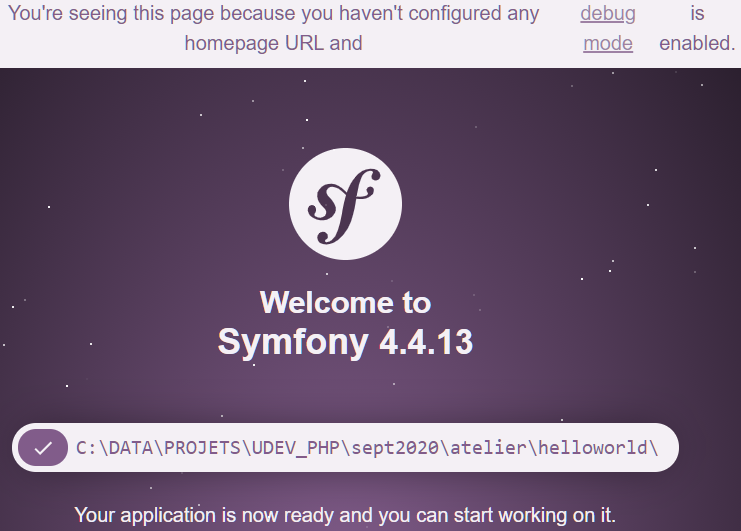 You're seeing this page because you haven't configured any debug is
homepage URL and mode enabled.
sf
Welcome to
Symfony 4.4.13
C:\DATA\PROJETS\UDEV_PHP\sept2020\atelier\helloworld\
Your application is now ready and you can start working on it.